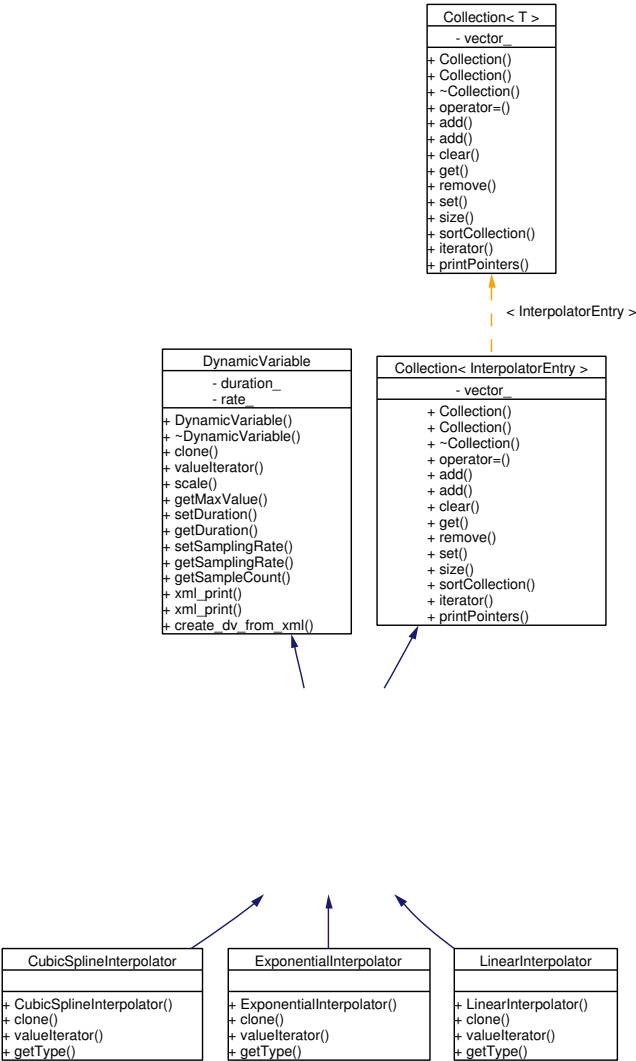 Collection< T >
- vector_
+ Collection()
+ Collection()
+ ~Collection()
+ operator=()
+ add()
+ add()
+ clear()
+ get()
+ remove()
+ set()
+ size()
+ sortCollection()
+ iterator()
+ printPointers()
< InterpolatorEntry >
DynamicVariable
- duration_
- rate_
+ DynamicVariable()
+ ~DynamicVariable()
+ clone()
+ valueIterator()
+ scale()
+ getMaxValue()
+ setDuration()
+ getDuration()
+ setSamplingRate()
+ getSamplingRate()
+ getSampleCount()
+ xml_print()
+ xml_print()
+ create_dv_from_xml()
Collection< InterpolatorEntry >
- vector_
+ Collection()
+ Collection()
+ ~Collection()
+ operator=()
+ add()
+ add()
+ clear()
+ get()
+ remove()
+ set()
+ size()
+ sortCollection()
+ iterator()
+ printPointers()
CubicSplineInterpolator
+ CubicSplineInterpolator()
+ clone()
+ valueIterator()
+ getType()
ExponentialInterpolator
+ ExponentialInterpolator()
+ clone()
+ valueIterator()
+ getType()
LinearInterpolator
+ LinearInterpolator()
+ clone()
+ valueIterator()
+ getType()